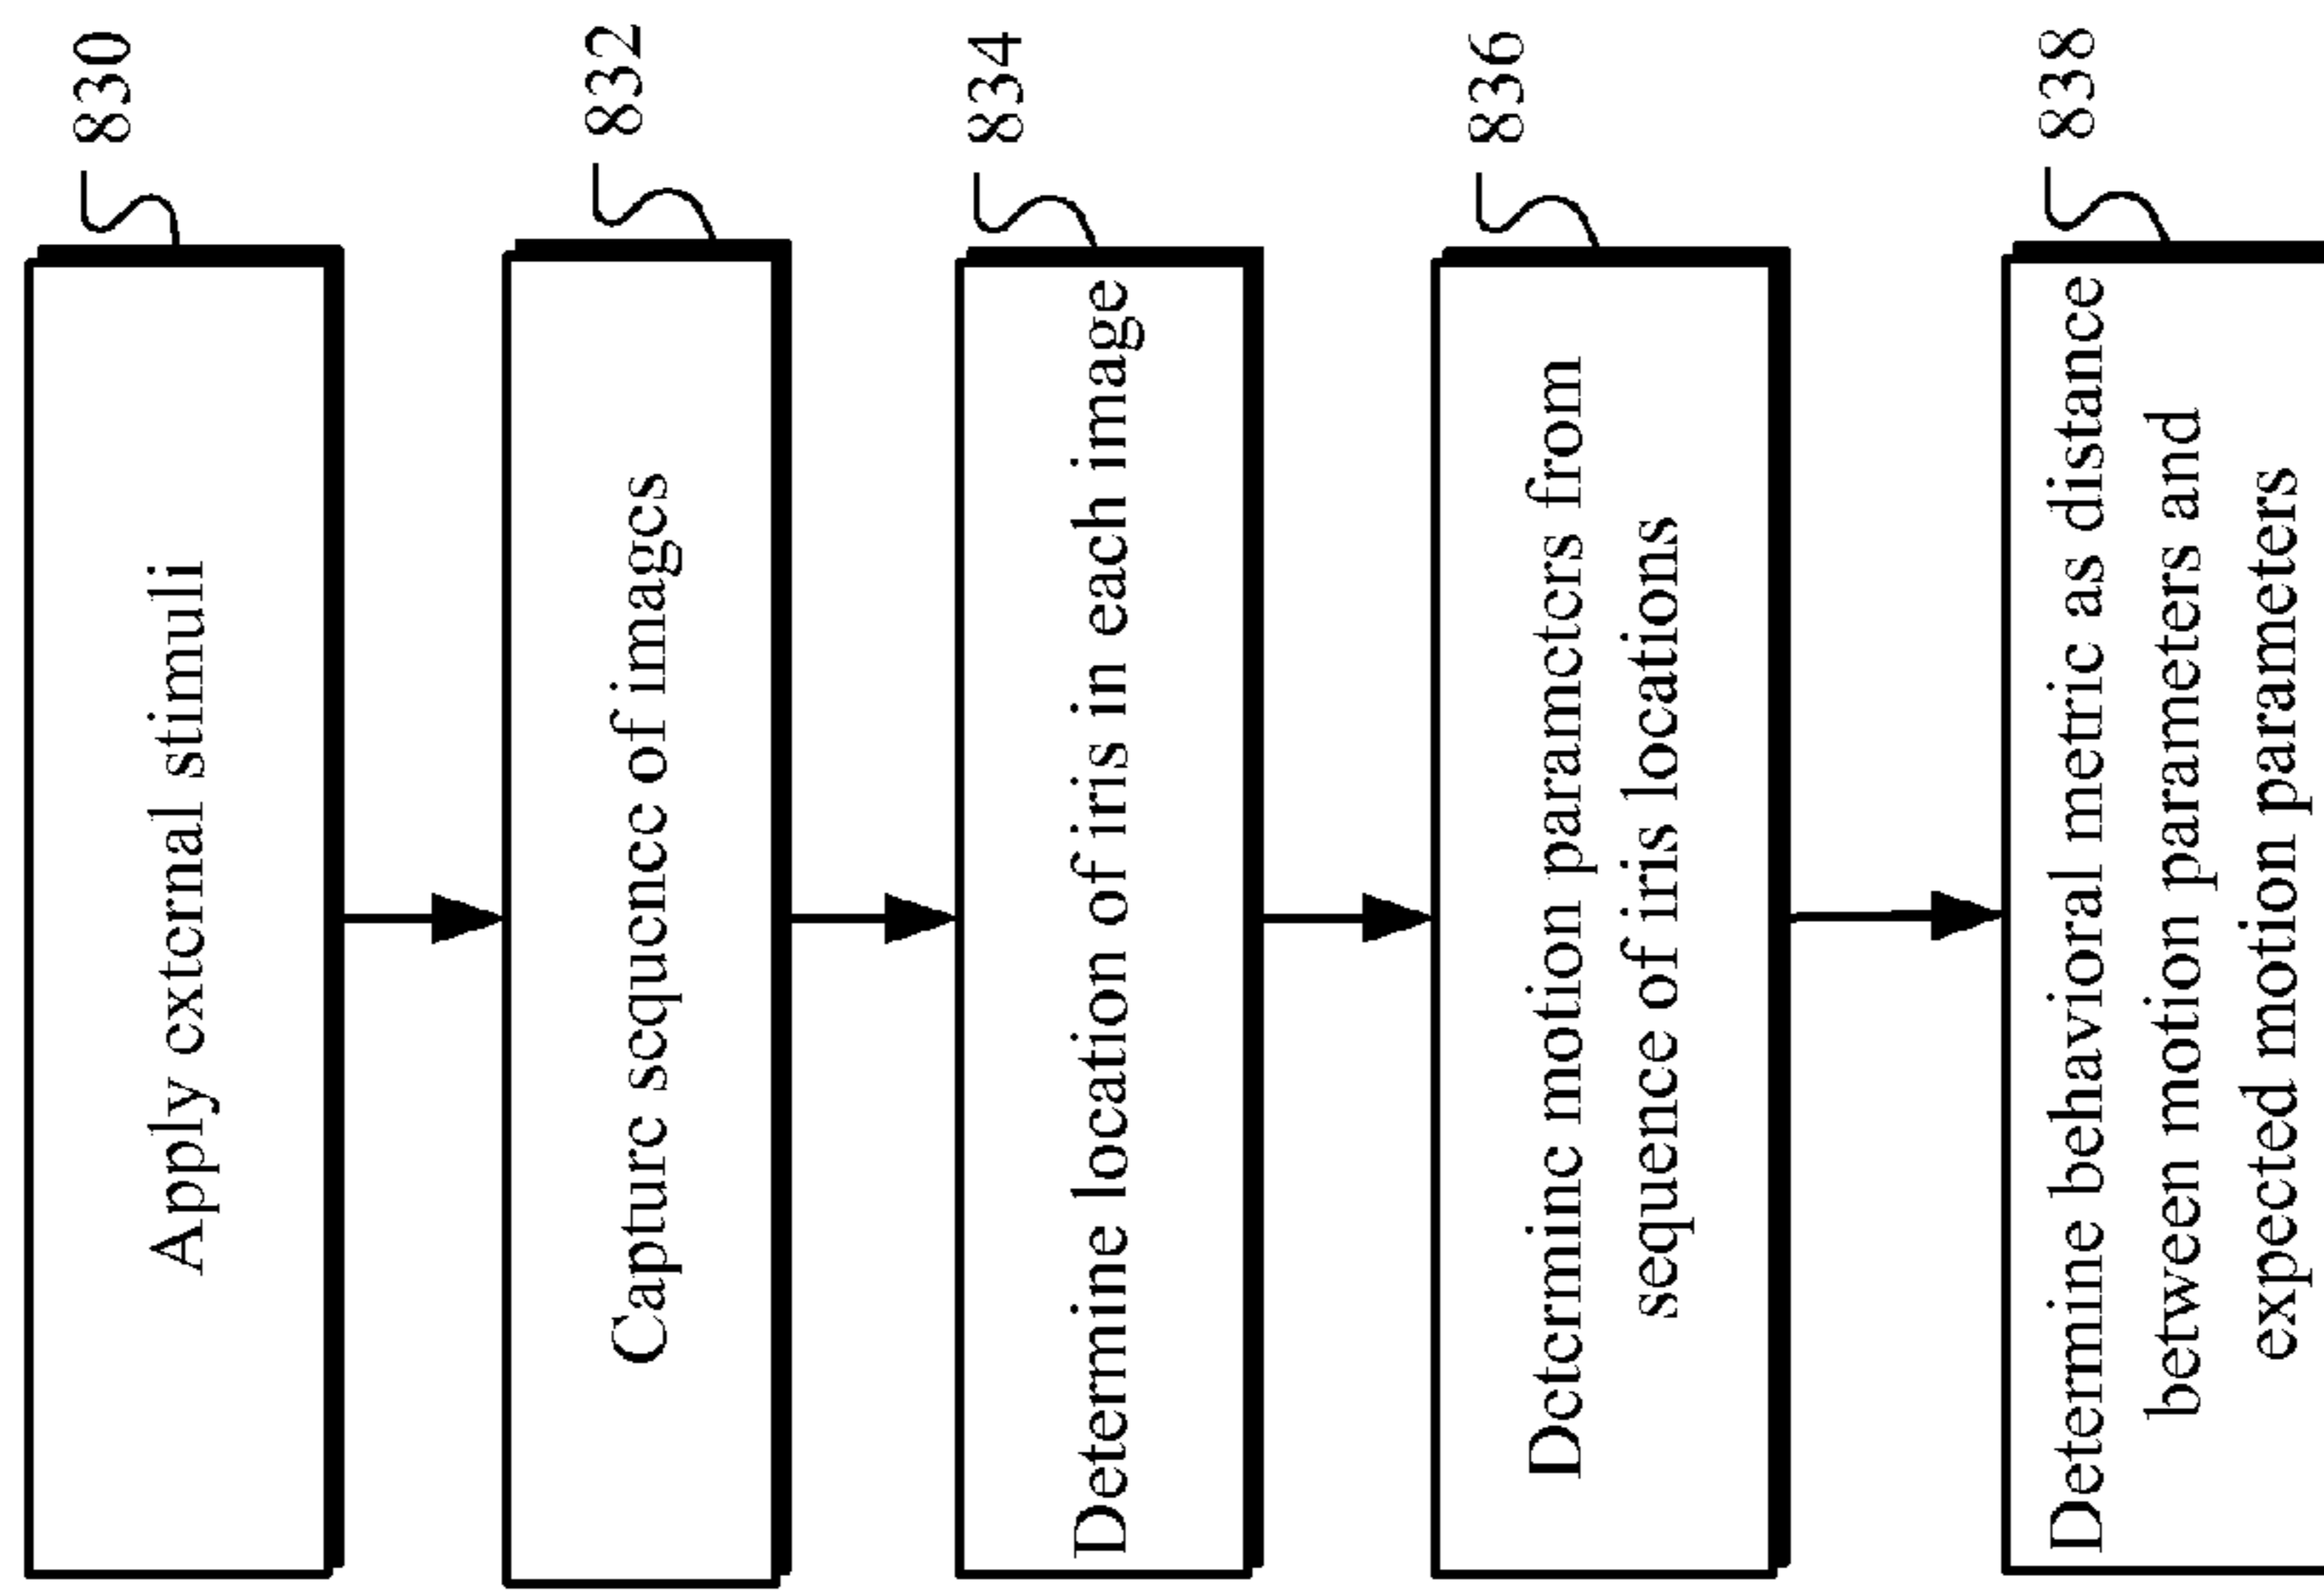 830
Apply external stimuli
832
Capture sequence of images
834
Determine location of iris in each image
836
Determine motion parameters from
sequence of iris locations
838
Determine behavioral metric as distance
between motion parameters and
expected motion parameters